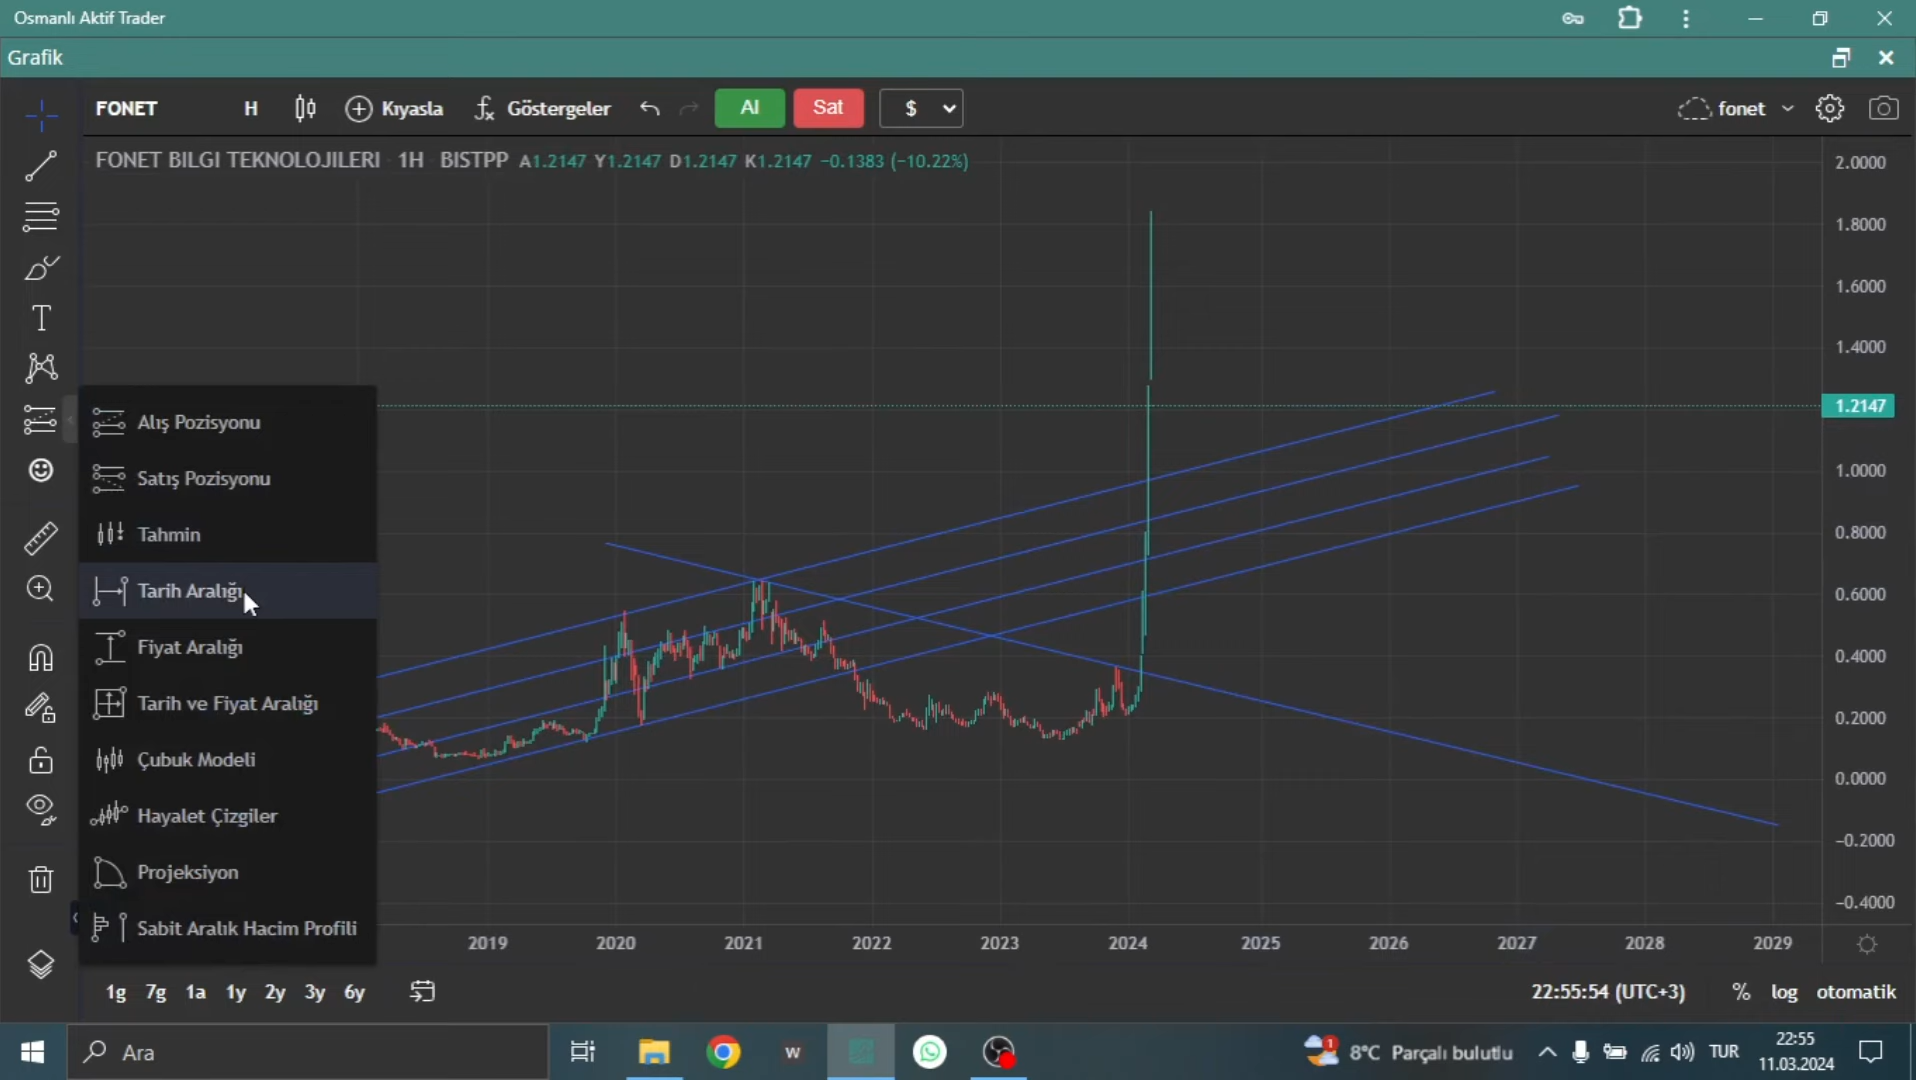 Osmanlı Aktif Trader
Grafik
FONET H Kıyasla Göstergeler Al Sat $ fonet
FONET BILGI TEKNOLOJILERI 1H BISTPP A1.2147 Y1.2147 D1.2147 K1.2147 −0.1383 (−10.22%)
2.0000
1.8000
1.6000
1.4000
1.2147
1.0000
0.8000
0.6000
0.4000
0.2000
0.0000
−0.2000
−0.4000
Alış Pozisyonu
Satış Pozisyonu
Tahmin
Tarih Aralığı
Fiyat Aralığı
Tarih ve Fiyat Aralığı
Çubuk Modeli
Hayalet Çizgiler
Projeksiyon
Sabit Aralık Hacim Profili
2019 2020 2021 2022 2023 2024 2025 2026 2027 2028 2029
1g 7g 1a 1y 2y 3y 6y 22:55:54 (UTC+3) % log otomatik
Ara W 1 8°C Parçalı bulutlu TUR 22:55
11.03.2024